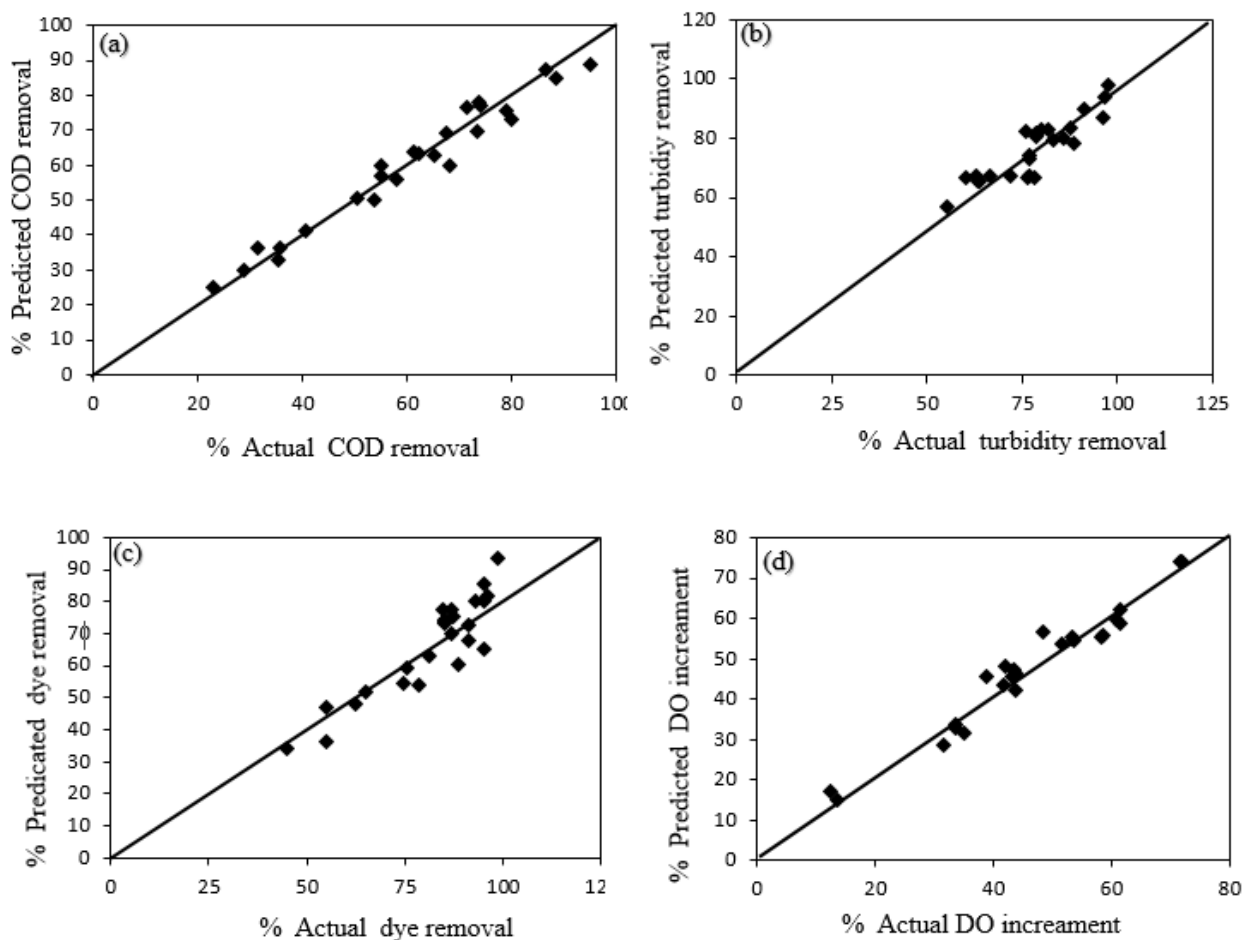 (a)
% Predicted COD removal
100
90
80
70
60
50
40
30
20
10
0
0 20 40 60 80 100
% Actual COD removal
(b)
% Predicted turbidiy removal
120
100
80
60
40
20
0
0 25 50 75 100 125
% Actual turbidity removal
(c)
% Predicated dye removal
100
90
80
70
60
50
40
30
20
10
0
0 25 50 75 100 12
% Actual dye removal
(d)
% Predicted DO increament
80
70
60
50
40
30
20
10
0
0 20 40 60 80
% Actual DO increament